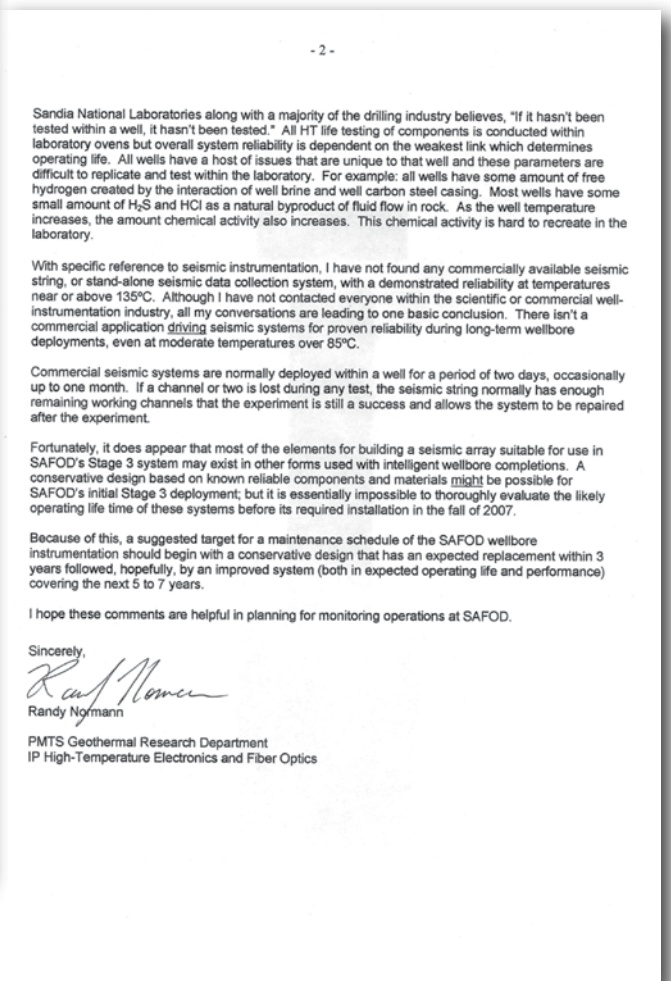 - 2 -
Sandia National Laboratories along with a majority of the drilling industry believes, "If it hasn't been
tested within a well, it hasn't been tested." All HT life testing of components is conducted within
laboratory ovens but overall system reliability is dependent on the weakest link which determines
operating life. All wells have a host of issues that are unique to that well and these parameters are
difficult to replicate and test within the laboratory. For example: all wells have some amount of free
hydrogen created by the interaction of well brine and well carbon steel casing. Most wells have some
small amount of H₂S and HCl as a natural byproduct of fluid flow in rock. As the well temperature
increases, the amount chemical activity also increases. This chemical activity is hard to recreate in the
laboratory.
With specific reference to seismic instrumentation, I have not found any commercially available seismic
string, or stand-alone seismic data collection system, with a demonstrated reliability at temperatures
near or above 135ºC. Although I have not contacted everyone within the scientific or commercial well-
instrumentation industry, all my conversations are leading to one basic conclusion. There isn't a
commercial application driving seismic systems for proven reliability during long-term wellbore
deployments, even at moderate temperatures over 85ºC.
Commercial seismic systems are normally deployed within a well for a period of two days, occasionally
up to one month. If a channel or two is lost during any test, the seismic string normally has enough
remaining working channels that the experiment is still a success and allows the system to be repaired
after the experiment.
Fortunately, it does appear that most of the elements for building a seismic array suitable for use in
SAFOD's Stage 3 system may exist in other forms used with intelligent wellbore completions. A
conservative design based on known reliable components and materials might be possible for
SAFOD's initial Stage 3 deployment; but it is essentially impossible to thoroughly evaluate the likely
operating life time of these systems before its required installation in the fall of 2007.
Because of this, a suggested target for a maintenance schedule of the SAFOD wellbore
instrumentation should begin with a conservative design that has an expected replacement within 3
years followed, hopefully, by an improved system (both in expected operating life and performance)
covering the next 5 to 7 years.
I hope these comments are helpful in planning for monitoring operations at SAFOD.
Sincerely,
Randy Normann
PMTS Geothermal Research Department
IP High-Temperature Electronics and Fiber Optics